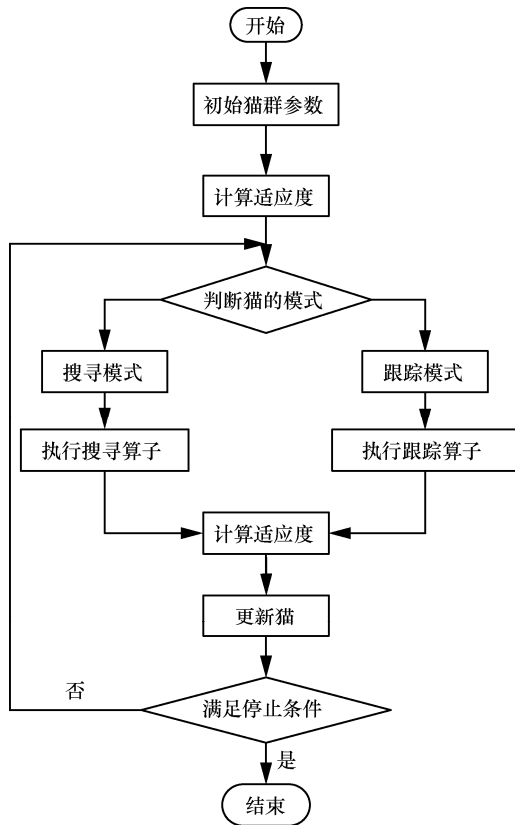 开始
初始猫群参数
计算适应度
判断猫的模式
搜寻模式
跟踪模式
执行搜寻算子
执行跟踪算子
计算适应度
更新猫
否
满足停止条件
是
结束